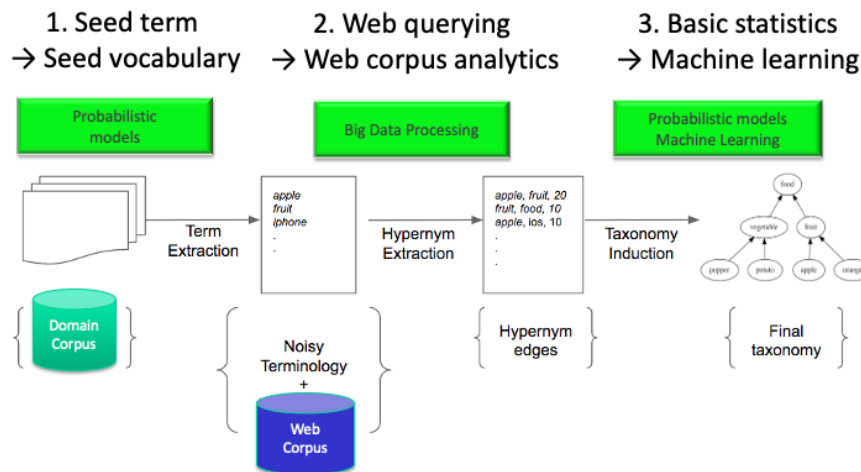 1. Seed term
→ Seed vocabulary
2. Web querying
→ Web corpus analytics
3. Basic statistics
→ Machine learning
Probabilistic
models
Big Data Processing
Probabilistic models
Machine Learning
apple
fruit
iphone
.
.
Term
Extraction
Hypernym
Extraction
apple, fruit, 20
fruit, food, 10
apple, ios, 10
.
.
.
Taxonomy
Induction
food
vegetable
fruit
pepper
potato
apple
orange
{ Domain
Corpus }
{ Noisy
Terminology
+
Web
Corpus }
{ Hypernym
edges }
{ Final
taxonomy }